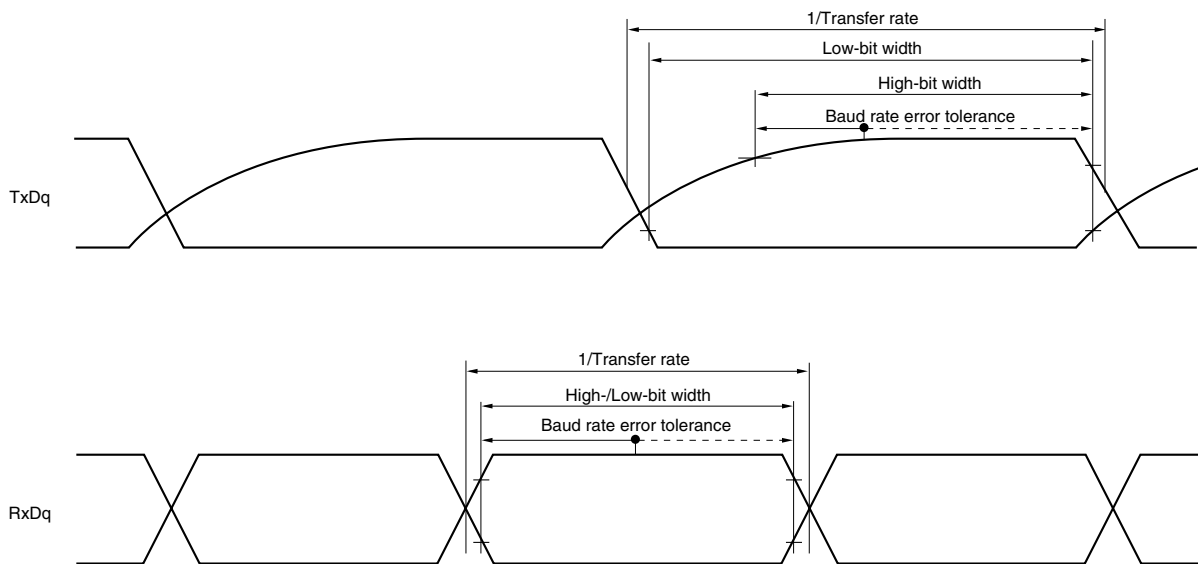 1/Transfer rate
Low-bit width
High-bit width
Baud rate error tolerance
TxDq
1/Transfer rate
High-/Low-bit width
Baud rate error tolerance
RxDq